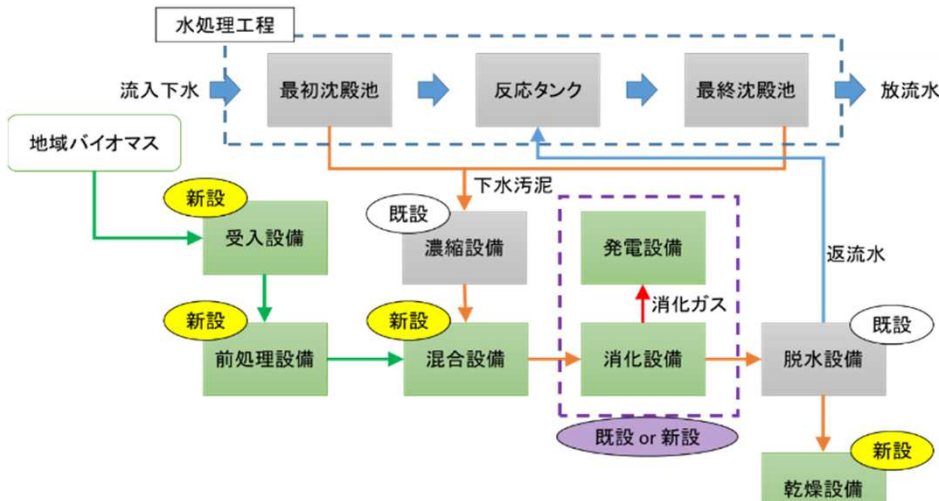 水処理工程
流入下水
最初沈殿池
反応タンク
最終沈殿池
放流水
地域バイオマス
下水汚泥
新設
受入設備
既設
濃縮設備
発電設備
返流水
消化ガス
新設
前処理設備
新設
混合設備
消化設備
既設
脱水設備
既設 or 新設
新設
乾燥設備